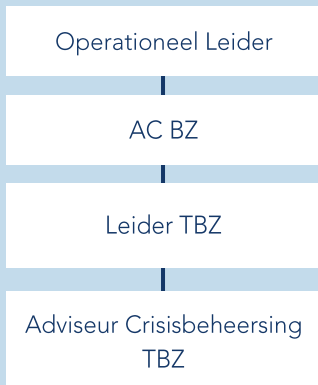 Operationeel Leider
AC BZ
Leider TBZ
Adviseur Crisisbeheersing
TBZ